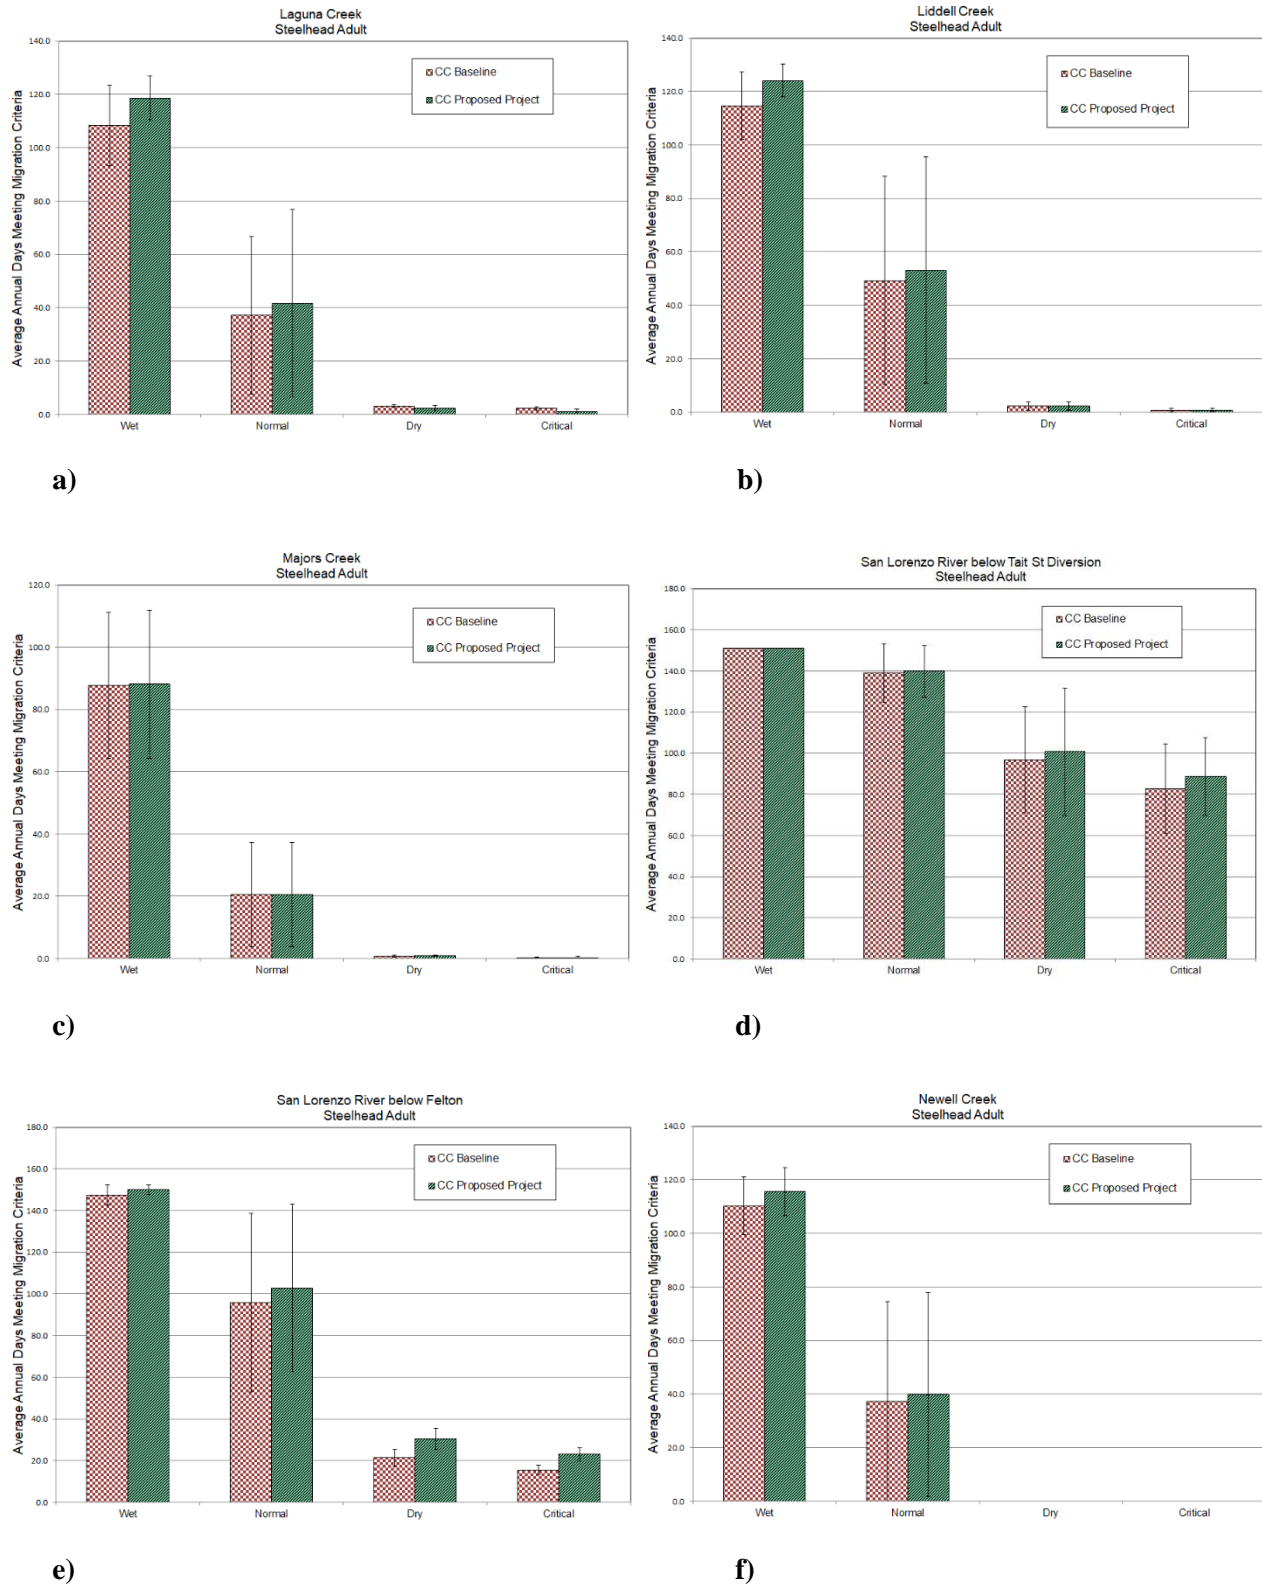 Laguna Creek
Steelhead Adult
Average Annual Days Meeting Migration Criteria
140.0
120.0
100.0
80.0
60.0
40.0
20.0
0.0
CC Baseline
CC Proposed Project
Wet Normal Dry Critical
a)
Liddell Creek
Steelhead Adult
Average Annual Days Meeting Migration Criteria
140.0
120.0
100.0
80.0
60.0
40.0
20.0
0.0
CC Baseline
CC Proposed Project
Wet Normal Dry Critical
b)
Majors Creek
Steelhead Adult
Average Annual Days Meeting Migration Criteria
120.0
100.0
80.0
60.0
40.0
20.0
0.0
CC Baseline
CC Proposed Project
Wet Normal Dry Critical
c)
San Lorenzo River below Tait St Diversion
Steelhead Adult
Average Annual Days Meeting Migration Criteria
180.0
160.0
140.0
120.0
100.0
80.0
60.0
40.0
20.0
0.0
CC Baseline
CC Proposed Project
Wet Normal Dry Critical
d)
San Lorenzo River below Felton
Steelhead Adult
Average Annual Days Meeting Migration Criteria
180.0
160.0
140.0
120.0
100.0
80.0
60.0
40.0
20.0
0.0
CC Baseline
CC Proposed Project
Wet Normal Dry Critical
e)
Newell Creek
Steelhead Adult
Average Annual Days Meeting Migration Criteria
140.0
120.0
100.0
80.0
60.0
40.0
20.0
0.0
CC Baseline
CC Proposed Project
Wet Normal Dry Critical
f)